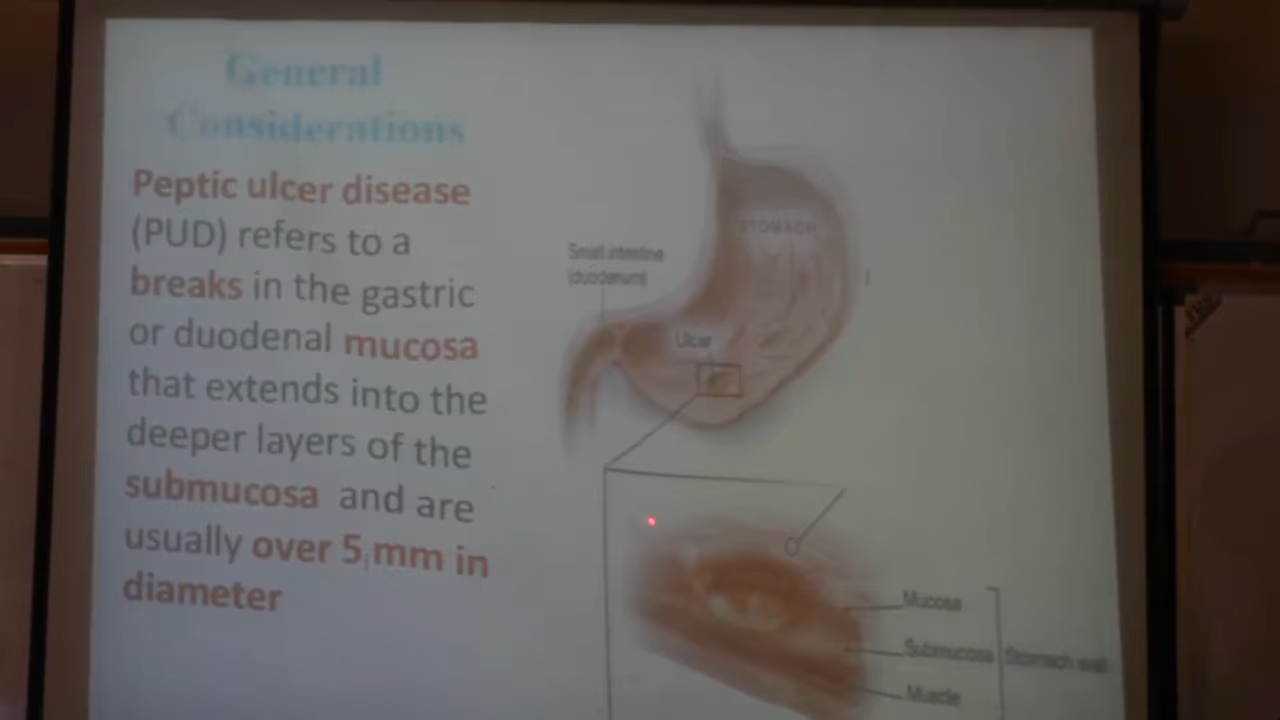 General
Considerations
Peptic ulcer disease
(PUD) refers to a
breaks in the gastric
or duodenal mucosa
that extends into the
deeper layers of the
submucosa and are
usually over 5 mm in
diameter
STOMACH
Small intestine
(duodenum)
Ulcer
Mucosa
Submucosa
Stomach wall
Muscle